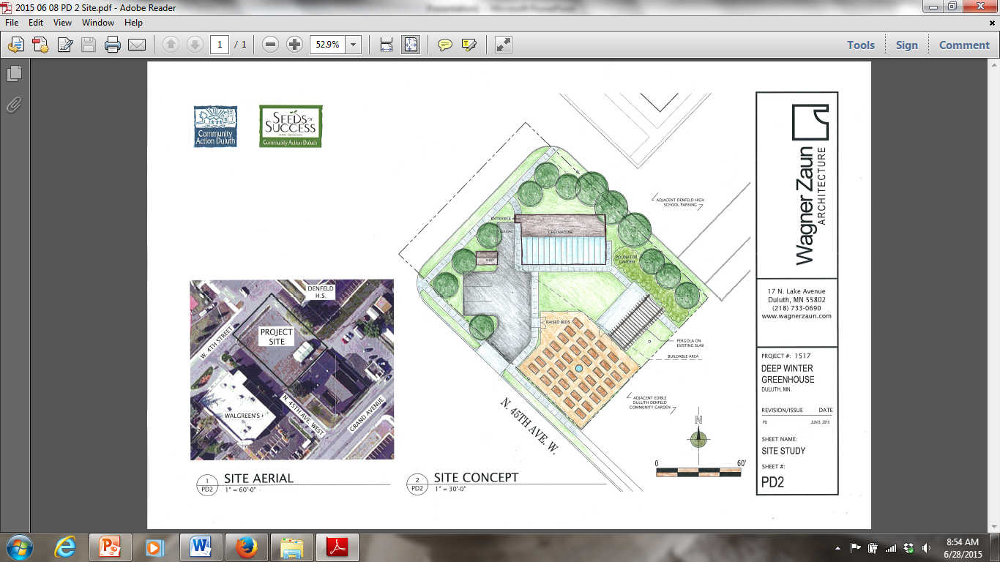 2015 06 08 PD 2 Site.pdf - Adobe Reader
File Edit View Window Help
1 / 1
52.9%
Tools
Sign
Comment
Community
Action Duluth
SEEDS OF
SUCCESS
Urban Agriculture
Community Action Duluth
DENFELD
H.S.
PROJECT
SITE
W. 4TH STREET
WALGREEN'S
N. 45TH AVE. WEST
GRAND AVENUE
1
PD2
SITE AERIAL
1" = 60'-0"
ADJACENT DENFELD HIGH
SCHOOL PARKING
ENTRANCE
GREENHOUSE
SHED
POLINATOR
GARDEN
RAISED BEDS
PERGOLA ON
EXISTING SLAB
BUILDABLE AREA
ADJACENT EDIBLE
DULUTH DENFELD
COMMUNITY GARDEN
N. 45TH AVE. W.
N
0 60'
2
PD2
SITE CONCEPT
1" = 30'-0"
Wagner Zaun
ARCHITECTURE
17 N. Lake Avenue
Duluth, MN 55802
(218) 733-0690
www.wagnerzaun.com
PROJECT #: 1517
DEEP WINTER
GREENHOUSE
DULUTH, MN.
REVISION/ISSUE DATE
PD JUN 8, 2015
SHEET NAME:
SITE STUDY
SHEET #:
PD2
8:54 AM
6/28/2015